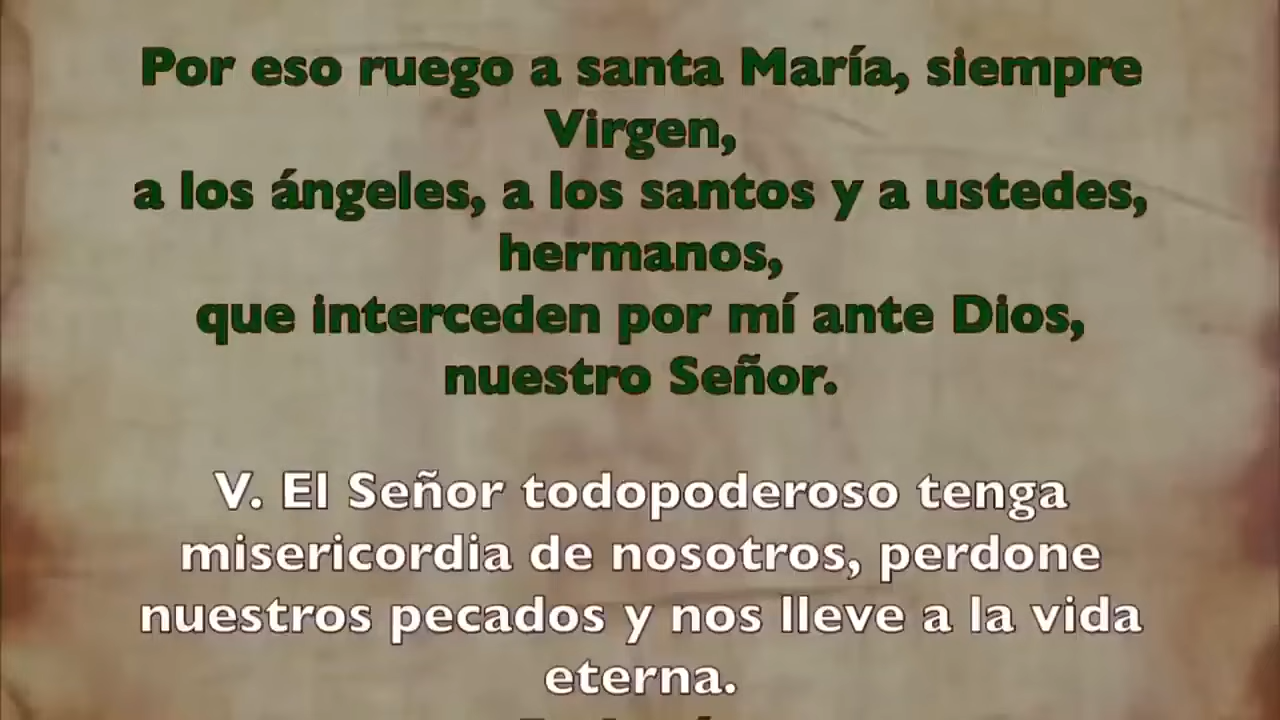 Por eso ruego a santa María, siempre
Virgen,
a los ángeles, a los santos y a ustedes,
hermanos,
que interceden por mí ante Dios,
nuestro Señor.
V. El Señor todopoderoso tenga
misericordia de nosotros, perdone
nuestros pecados y nos lleve a la vida
eterna.